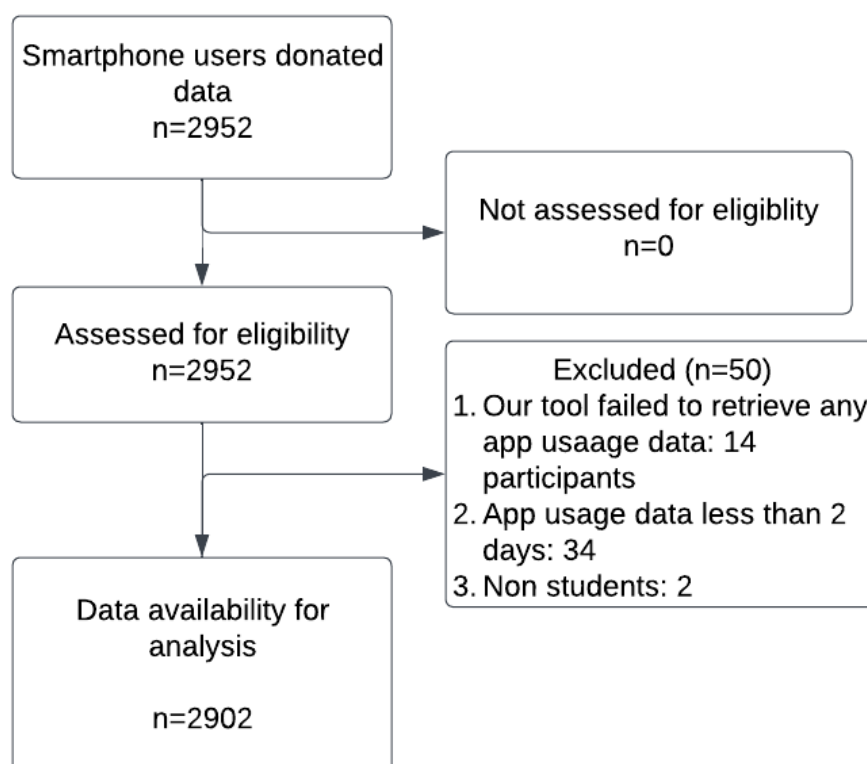 Smartphone users donated
data
n=2952
Not assessed for eligiblity
n=0
Assessed for eligibility
n=2952
Excluded (n=50)
1. Our tool failed to retrieve any
app usaage data: 14
participants
2. App usage data less than 2
days: 34
3. Non students: 2
Data availability for
analysis
n=2902